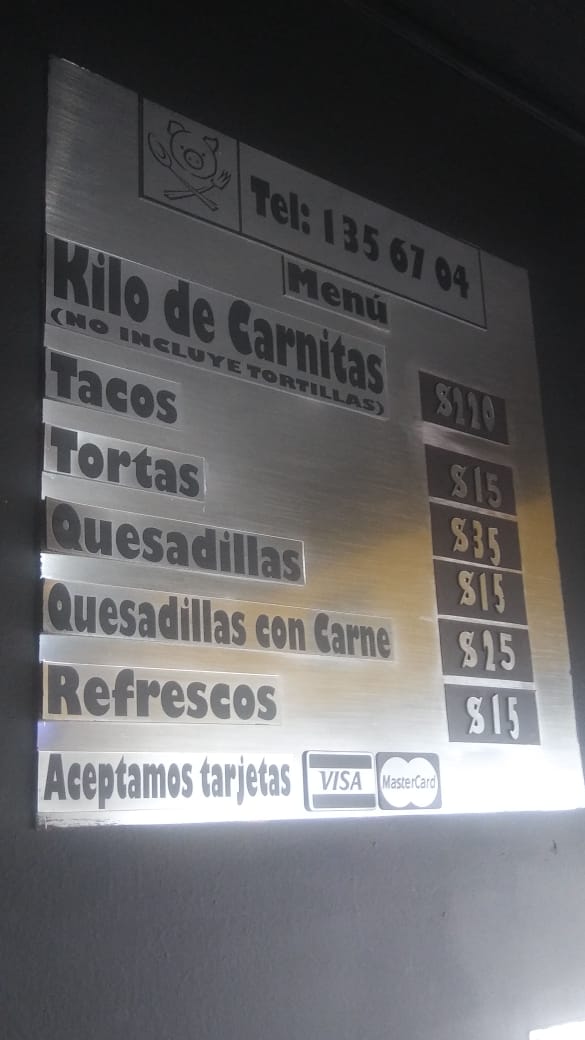 Tel: 135 67 04
Menú
Kilo de Carnitas $220
(NO INCLUYE TORTILLAS)
Tacos $15
Tortas $35
Quesadillas $15
Quesadillas con Carne $25
Refrescos $15
Aceptamos tarjetas VISA MasterCard